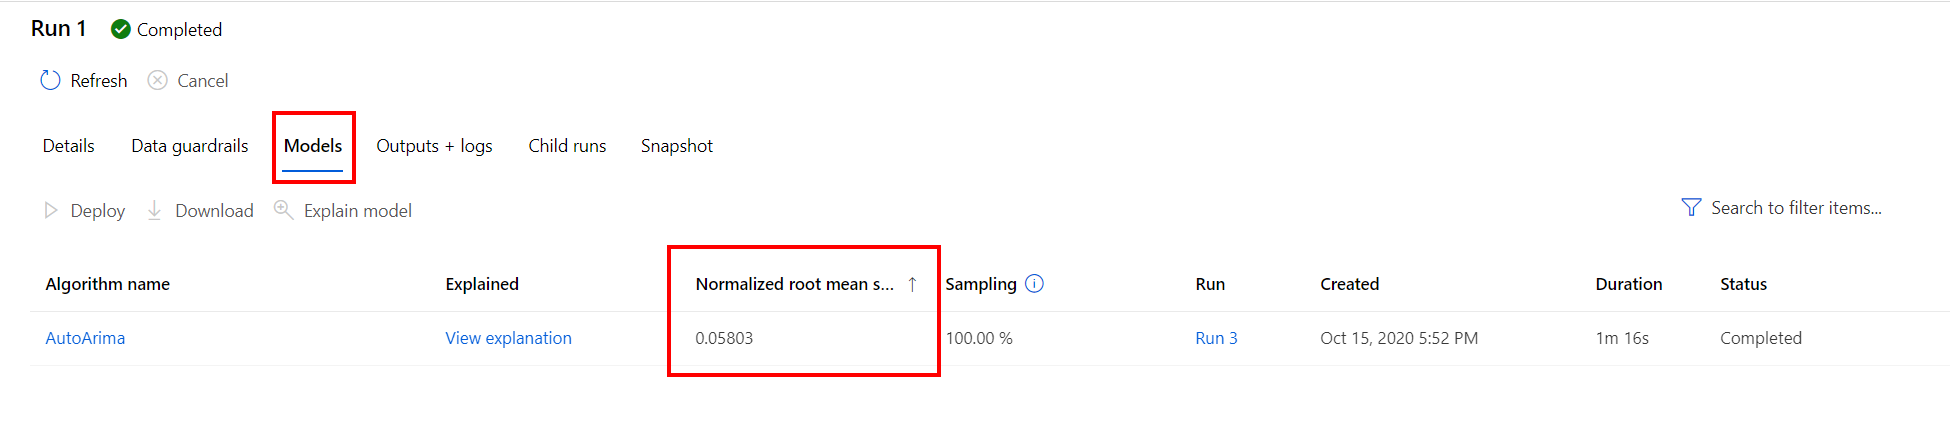 Run 1 Completed
Refresh Cancel
Details Data guardrails Models Outputs + logs Child runs Snapshot
Deploy Download Explain model Search to filter items...
Algorithm name Explained Normalized root mean s... ↑ Sampling Run Created Duration Status
AutoArima View explanation 0.05803 100.00 % Run 3 Oct 15, 2020 5:52 PM 1m 16s Completed